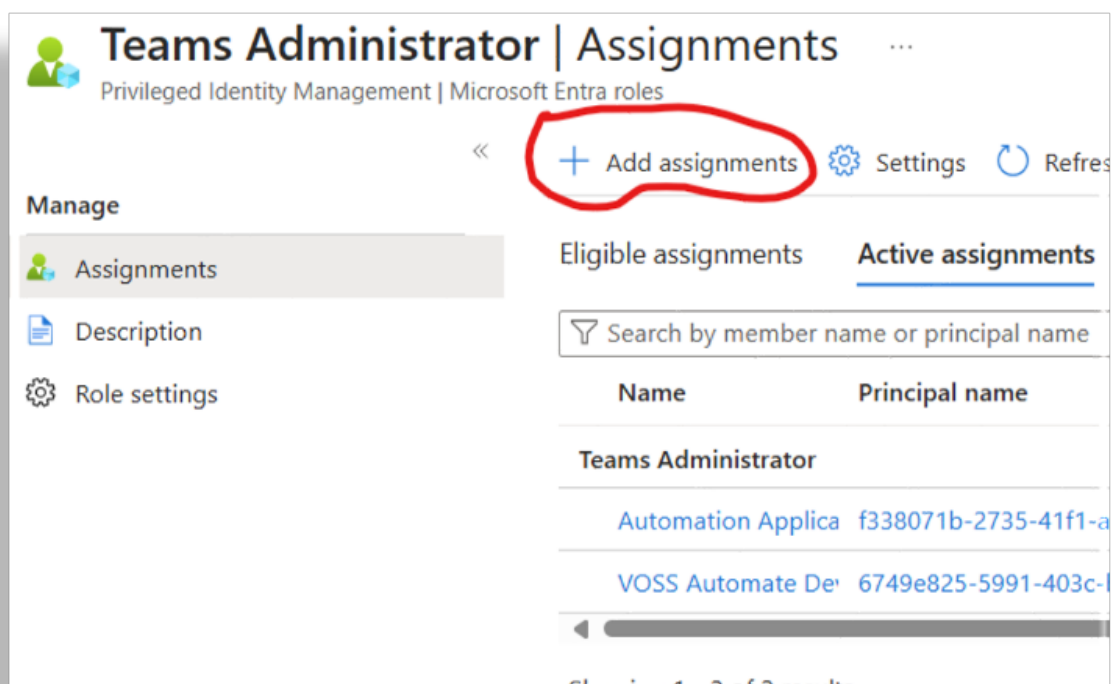 Teams Administrator | Assignments ...
Privileged Identity Management | Microsoft Entra roles
«
+ Add assignments Settings Refres
Manage
Assignments
Description
Role settings
Eligible assignments Active assignments
Search by member name or principal name
Name Principal name
Teams Administrator
Automation Applica f338071b-2735-41f1-a
VOSS Automate De 6749e825-5991-403c-